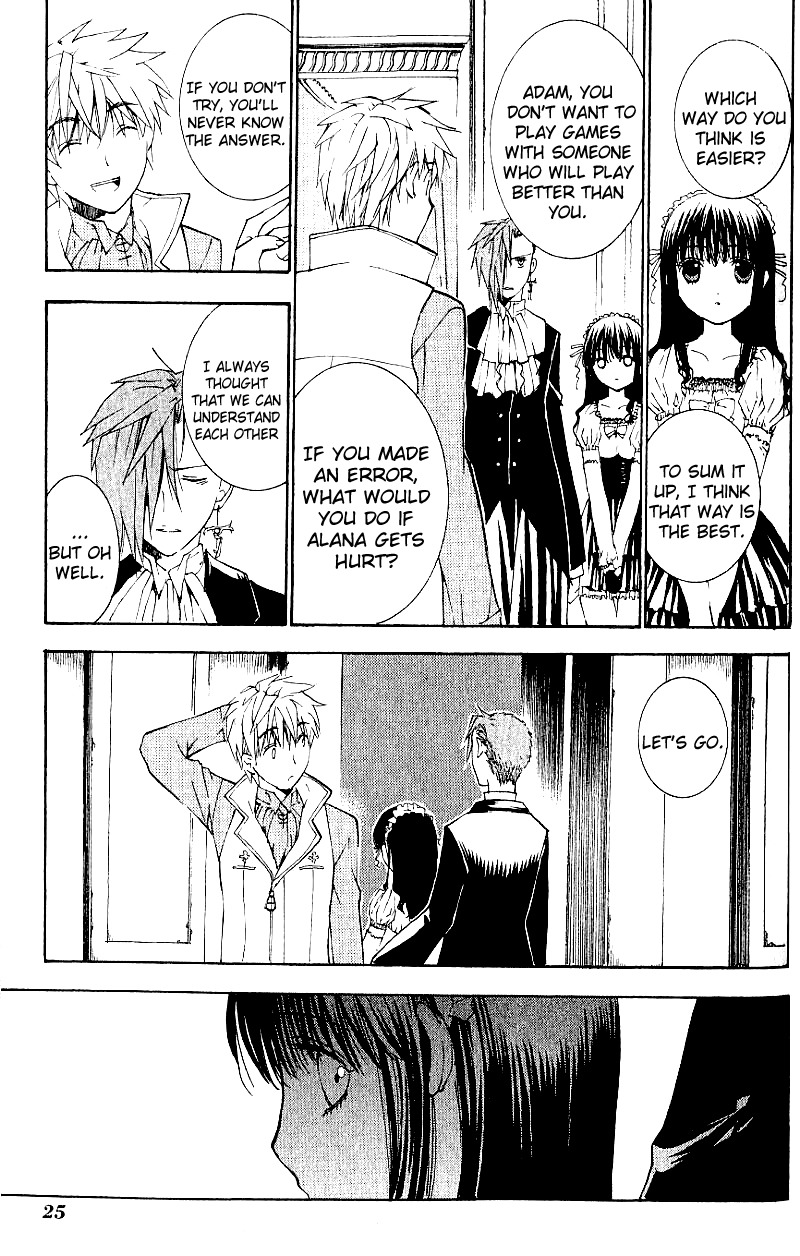 WHICH
WAY DO YOU
THINK IS
EASIER?
TO SUM IT
UP, I THINK
THAT WAY IS
THE BEST.
ADAM, YOU
DON'T WANT TO
PLAY GAMES
WITH SOMEONE
WHO WILL PLAY
BETTER THAN
YOU.
IF YOU MADE
AN ERROR,
WHAT WOULD
YOU DO IF
ALANA GETS
HURT?
IF YOU DON'T
TRY, YOU'LL
NEVER KNOW
THE ANSWER.
I ALWAYS
THOUGHT
THAT WE CAN
UNDERSTAND
EACH OTHER
...
BUT OH
WELL.
LET'S GO.
25